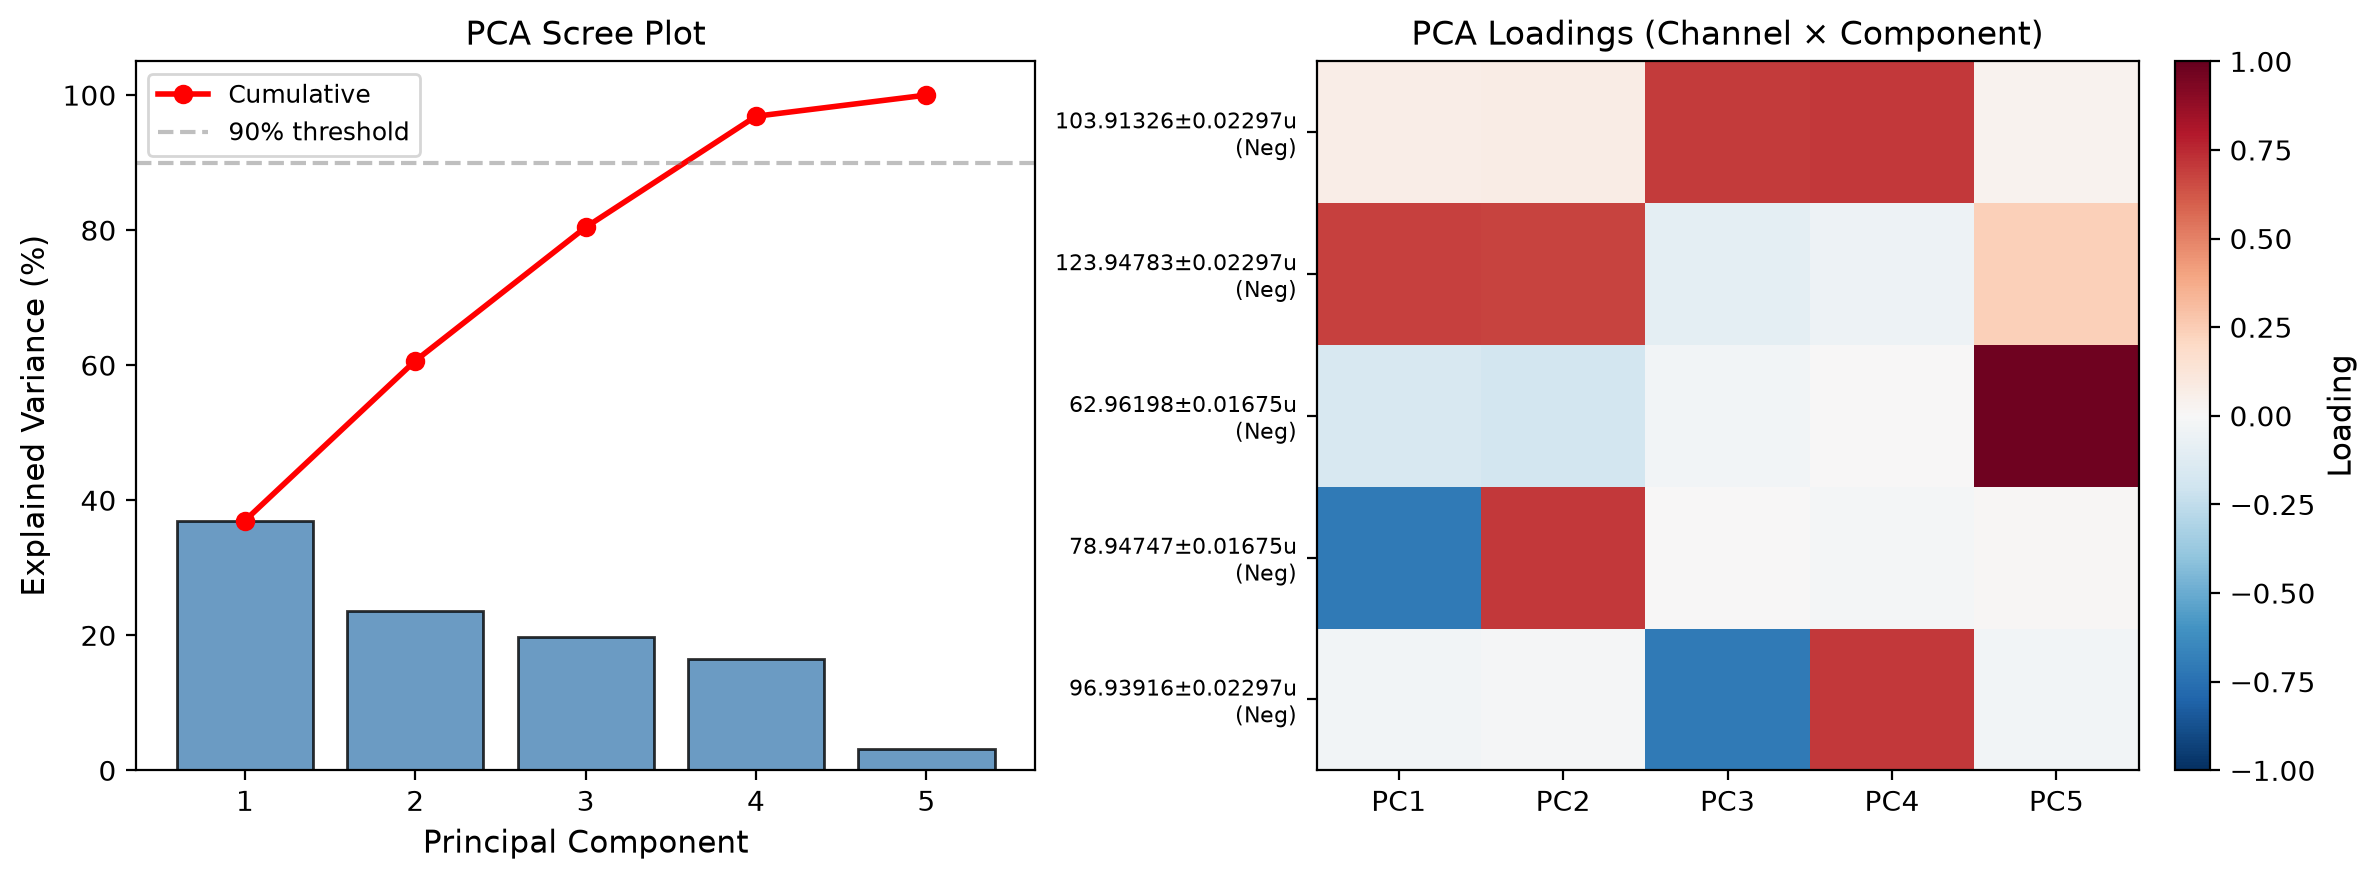 PCA Scree Plot
Cumulative
90% threshold
100
80
60
40
20
0
Explained Variance (%)
1 2 3 4 5
Principal Component
PCA Loadings (Channel × Component)
103.91326±0.02297u
(Neg)
123.94783±0.02297u
(Neg)
62.96198±0.01675u
(Neg)
78.94747±0.01675u
(Neg)
96.93916±0.02297u
(Neg)
PC1 PC2 PC3 PC4 PC5
1.00
0.75
0.50
0.25
0.00
−0.25
−0.50
−0.75
−1.00
Loading